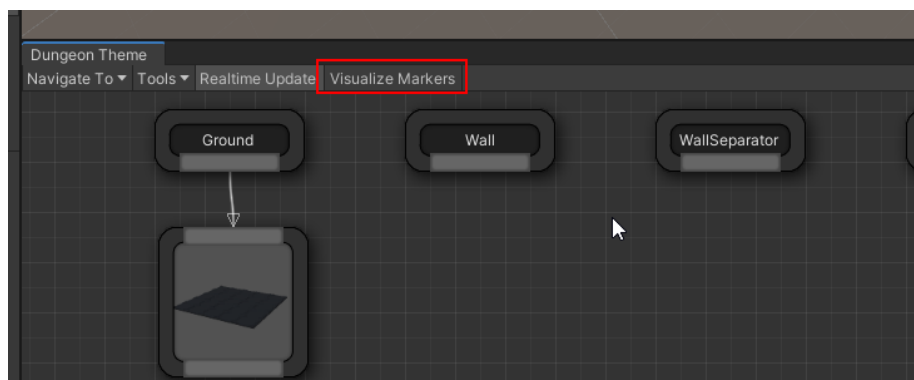 Dungeon Theme
Navigate To Tools Realtime Update Visualize Markers
Ground Wall WallSeparator